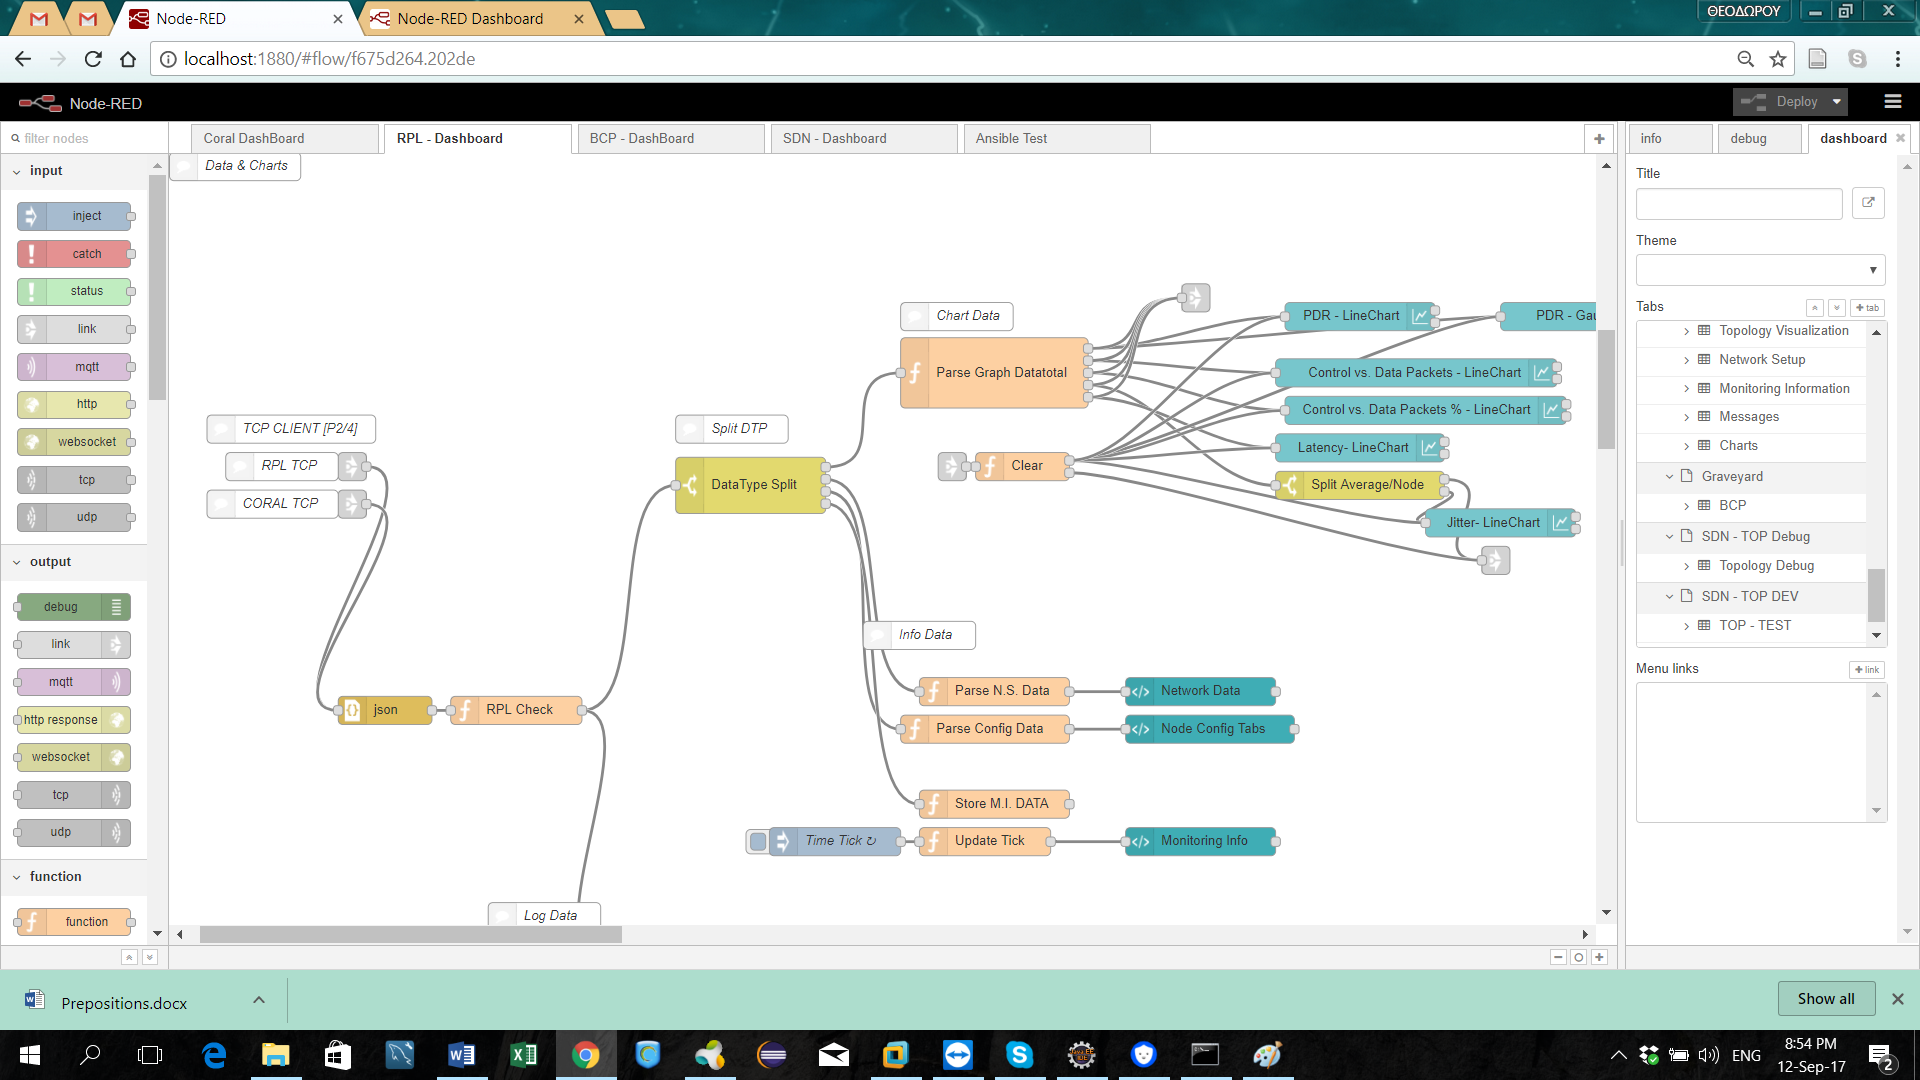 Node-RED
Node-RED Dashboard
ΘΕΟΔΩΡΟΥ
localhost:1880/#flow/f675d264.202de
Node-RED
Deploy
filter nodes
Coral DashBoard
RPL - Dashboard
BCP - DashBoard
SDN - Dashboard
Ansible Test
info
debug
dashboard
input
inject
catch
status
link
mqtt
http
websocket
tcp
udp
output
debug
link
mqtt
http response
websocket
tcp
udp
function
function
Data & Charts
Chart Data
Parse Graph Datatotal
PDR - LineChart
PDR - Gau
Control vs. Data Packets - LineChart
Control vs. Data Packets % - LineChart
Latency- LineChart
Clear
Split Average/Node
Jitter- LineChart
TCP CLIENT [P2/4]
RPL TCP
CORAL TCP
Split DTP
DataType Split
Info Data
json
RPL Check
Parse N.S. Data
Network Data
Parse Config Data
Node Config Tabs
Store M.I. DATA
Time Tick ↻
Update Tick
Monitoring Info
Log Data
Title
Theme
Tabs
tab
Topology Visualization
Network Setup
Monitoring Information
Messages
Charts
Graveyard
BCP
SDN - TOP Debug
Topology Debug
SDN - TOP DEV
TOP - TEST
Menu links
link
Prepositions.docx
Show all
ENG
8:54 PM
12-Sep-17
2